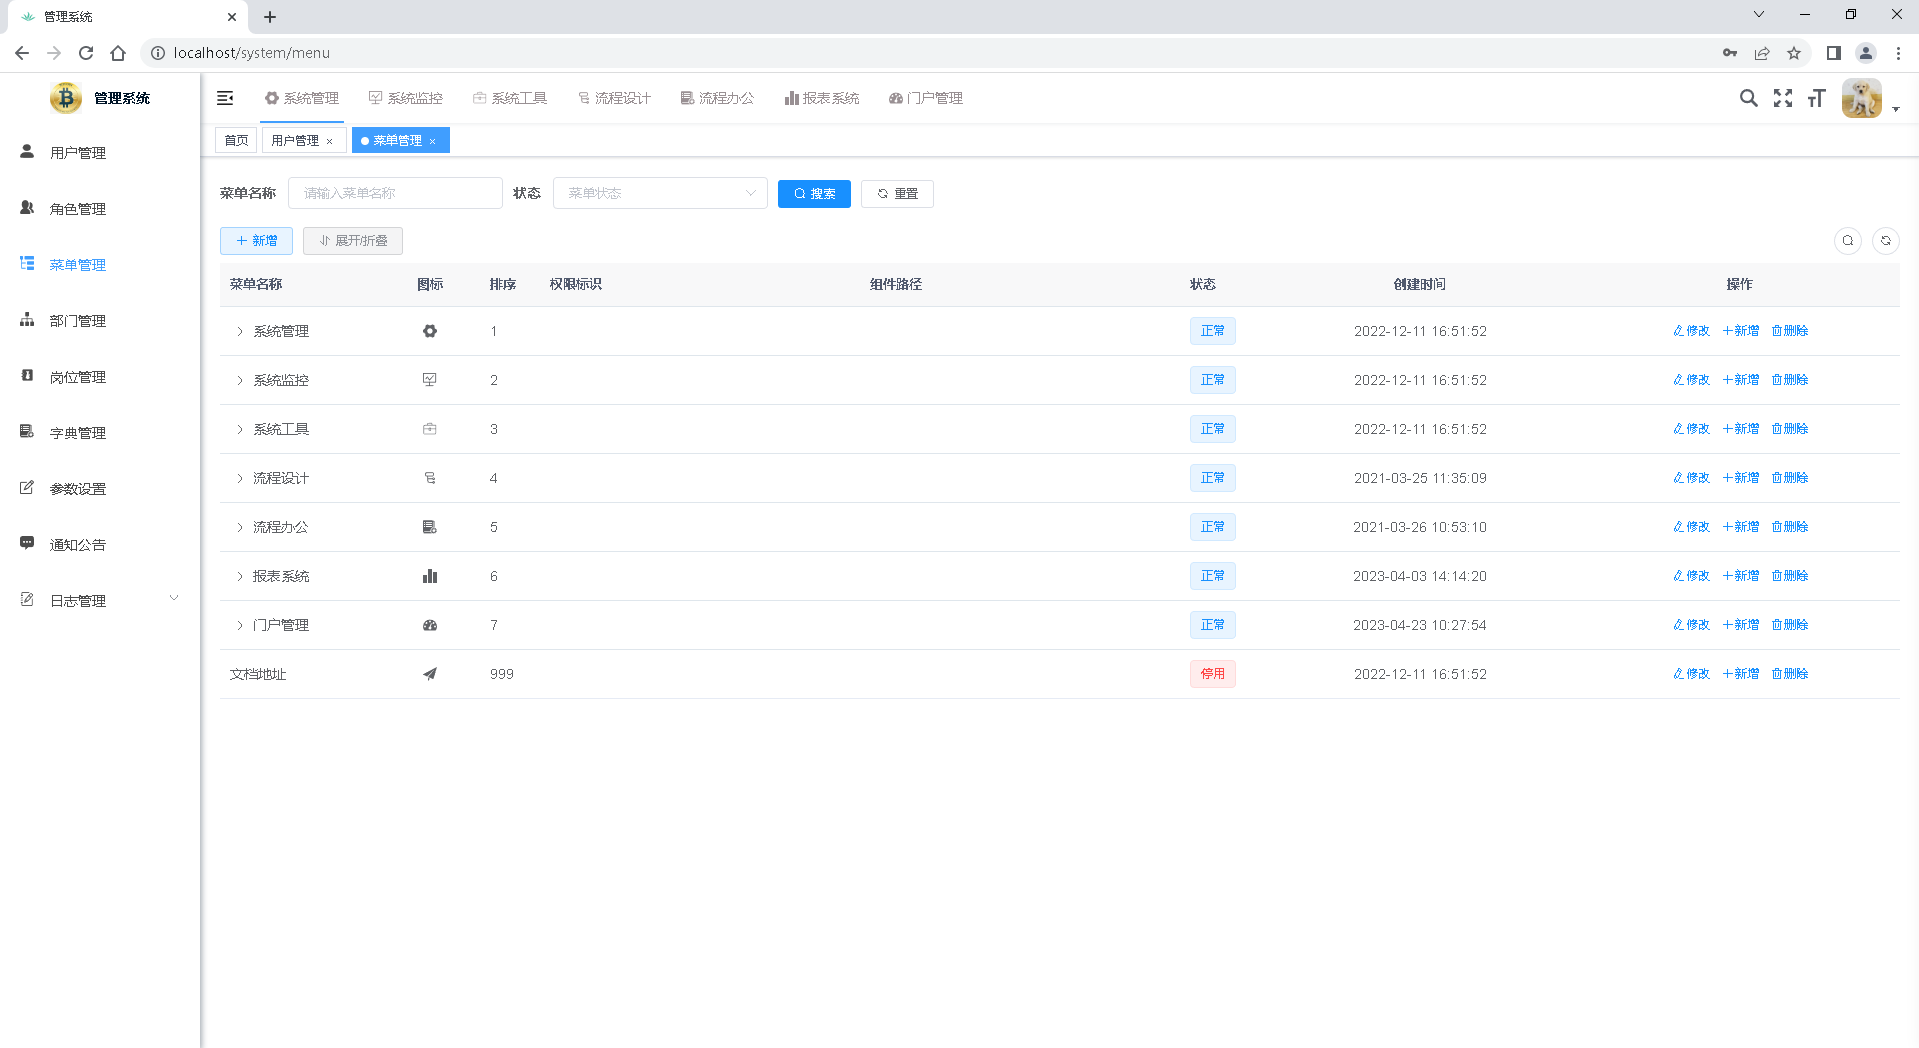 管理系统
localhost/system/menu
管理系统
系统管理 系统监控 系统工具 流程设计 流程办公 报表系统 门户管理
首页 用户管理 × 菜单管理 ×
用户管理
角色管理
菜单管理
部门管理
岗位管理
字典管理
参数设置
通知公告
日志管理
菜单名称 请输入菜单名称 状态 菜单状态 搜索 重置
新增 展开/折叠
菜单名称 图标 排序 权限标识 组件路径 状态 创建时间 操作
系统管理 1 正常 2022-12-11 16:51:52 修改 新增 删除
系统监控 2 正常 2022-12-11 16:51:52 修改 新增 删除
系统工具 3 正常 2022-12-11 16:51:52 修改 新增 删除
流程设计 4 正常 2021-03-25 11:35:09 修改 新增 删除
流程办公 5 正常 2021-03-26 10:53:10 修改 新增 删除
报表系统 6 正常 2023-04-03 14:14:20 修改 新增 删除
门户管理 7 正常 2023-04-23 10:27:54 修改 新增 删除
文档地址 999 停用 2022-12-11 16:51:52 修改 新增 删除